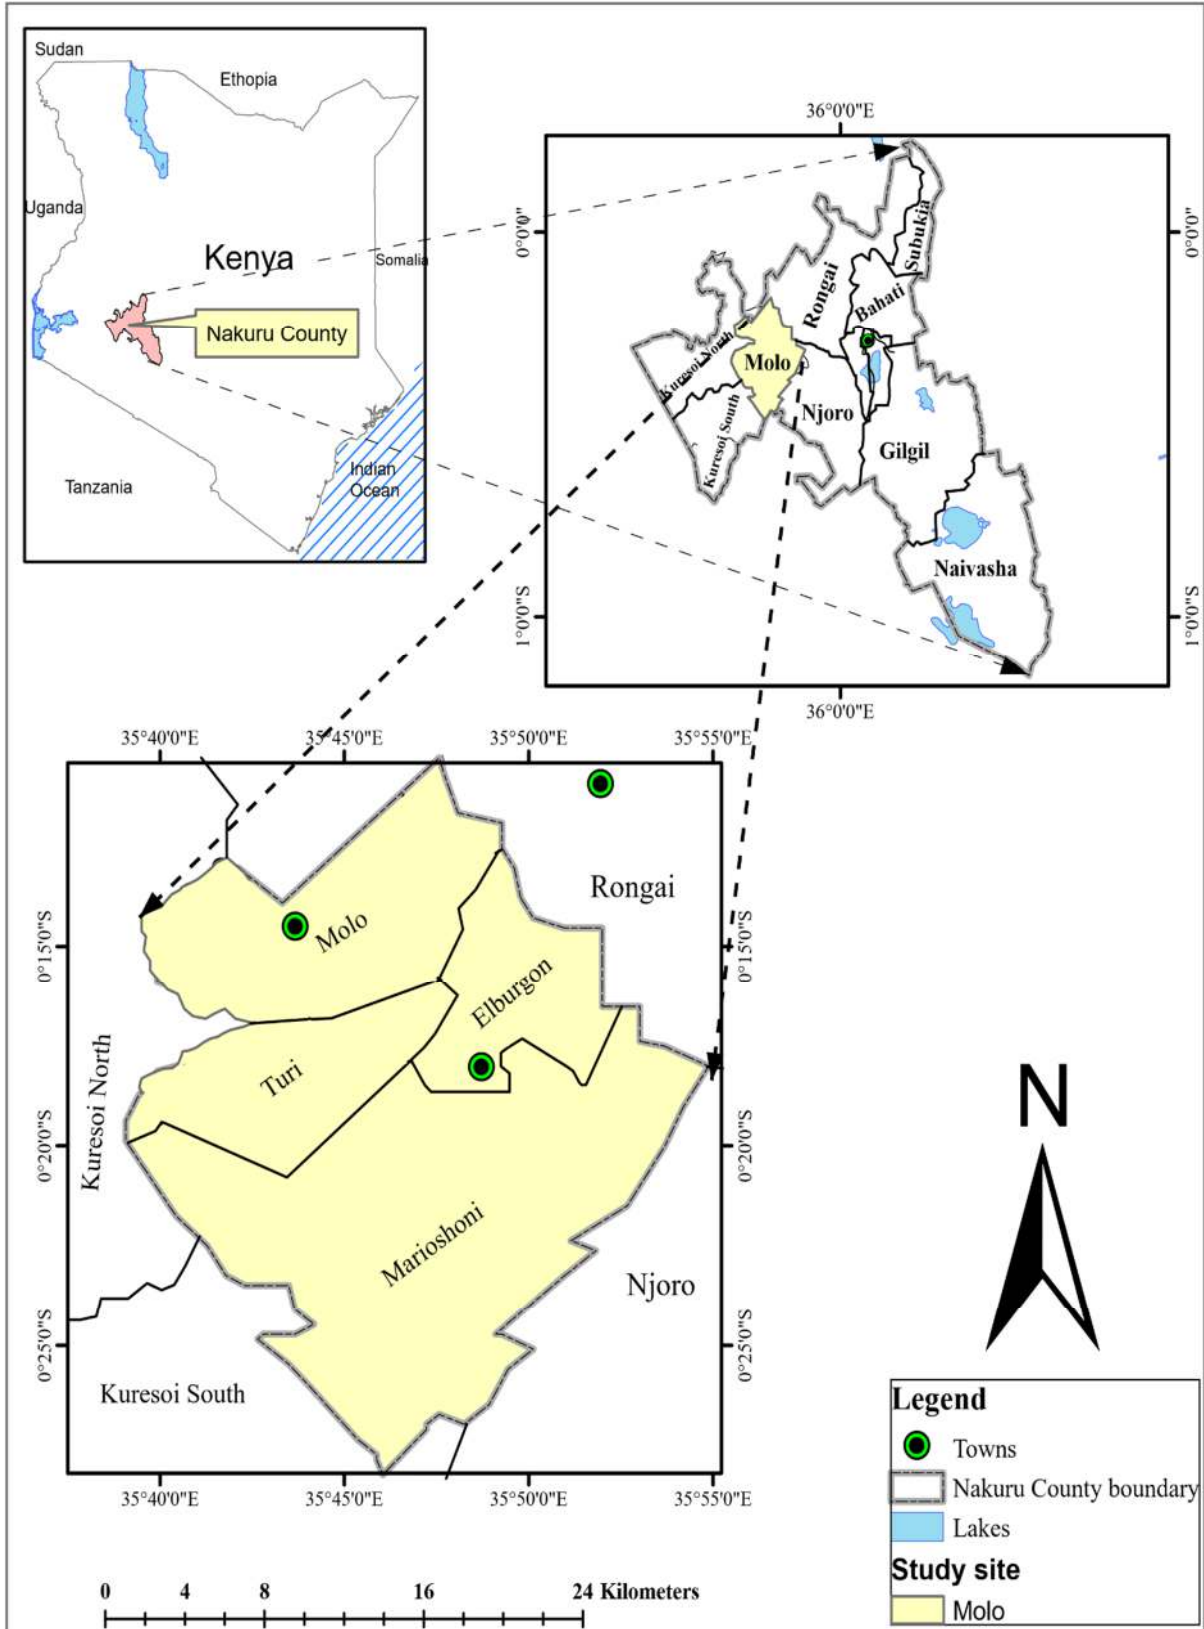 Sudan
Ethopia
Uganda
Kenya
Somalia
Nakuru County
Tanzania
Indian
Ocean
36°0'0"E
0°0'0"
0°0'0"
Subukia
Rongai
Bahati
Kuresoi North
Molo
Kuresoi South
Njoro
Gilgil
Naivasha
1°0'0"S
1°0'0"S
36°0'0"E
35°40'0"E 35°45'0"E 35°50'0"E 35°55'0"E
Rongai
Molo
0°15'0"S
0°15'0"S
Elburgon
Turi
Kuresoi North
0°20'0"S
0°20'0"S
Marioshoni
Njoro
0°25'0"S
0°25'0"S
Kuresoi South
35°40'0"E 35°45'0"E 35°50'0"E 35°55'0"E
N
Legend
Towns
Nakuru County boundary
Lakes
Study site
Molo
0 4 8 16 24 Kilometers